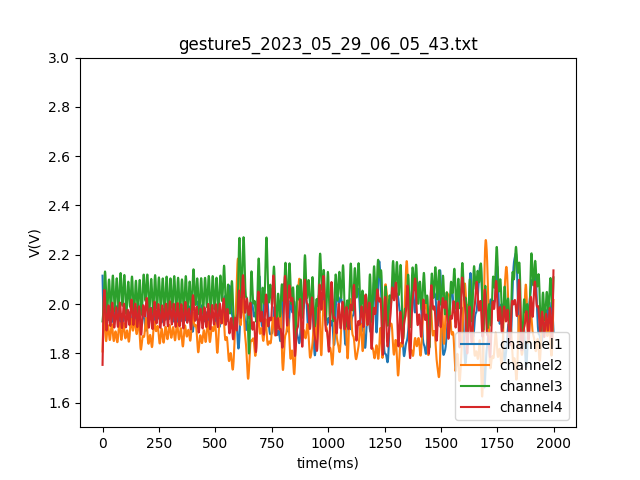 gesture5_2023_05_29_06_05_43.txt
3.0
2.8
2.6
2.4
2.2
2.0
1.8
1.6
V(V)
channel1
channel2
channel3
channel4
0 250 500 750 1000 1250 1500 1750 2000
time(ms)